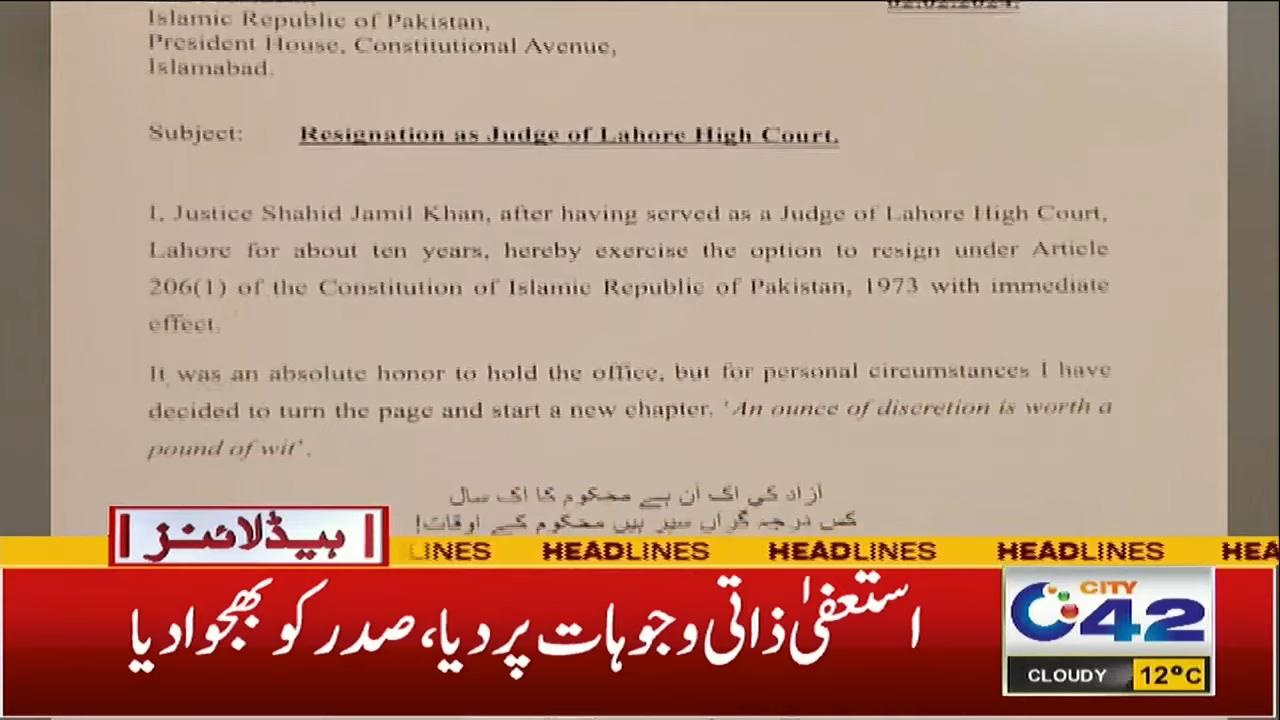 02.02.2024.
Islamic Republic of Pakistan,
President House, Constitutional Avenue,
Islamabad.
Subject: Resignation as Judge of Lahore High Court.
I, Justice Shahid Jamil Khan, after having served as a Judge of Lahore High Court,
Lahore for about ten years, hereby exercise the option to resign under Article
206(1) of the Constitution of Islamic Republic of Pakistan, 1973 with immediate
effect.
It was an absolute honor to hold the office, but for personal circumstances I have
decided to turn the page and start a new chapter. 'An ounce of discretion is worth a
pound of wit'.
آزاد کی اک آن ہے محکوم کا اک سال
کس درجہ گراں سیر ہیں محکوم کے اوقات!
ہیڈلائنز
LINES HEADLINES HEADLINES HEADLINES HEA
استعفیٰ ذاتی وجوہات پر دیا، صدر کو بھجوا دیا
CITY
42
CLOUDY 12°C